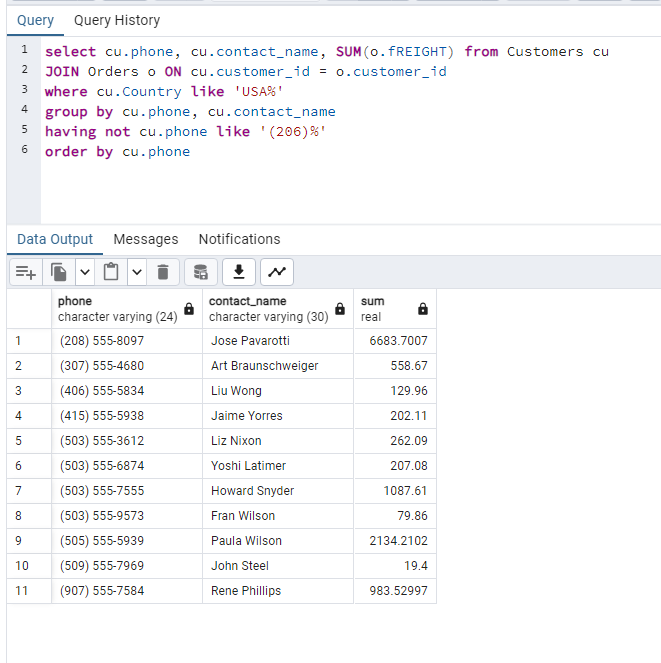 Query Query History
1 select cu.phone, cu.contact_name, SUM(o.fREIGHT) from Customers cu
2 JOIN Orders o ON cu.customer_id = o.customer_id
3 where cu.Country like 'USA%'
4 group by cu.phone, cu.contact_name
5 having not cu.phone like '(206)%'
6 order by cu.phone
Data Output Messages Notifications
phone contact_name sum
character varying (24) character varying (30) real
1 (208) 555-8097 Jose Pavarotti 6683.7007
2 (307) 555-4680 Art Braunschweiger 558.67
3 (406) 555-5834 Liu Wong 129.96
4 (415) 555-5938 Jaime Yorres 202.11
5 (503) 555-3612 Liz Nixon 262.09
6 (503) 555-6874 Yoshi Latimer 207.08
7 (503) 555-7555 Howard Snyder 1087.61
8 (503) 555-9573 Fran Wilson 79.86
9 (505) 555-5939 Paula Wilson 2134.2102
10 (509) 555-7969 John Steel 19.4
11 (907) 555-7584 Rene Phillips 983.52997